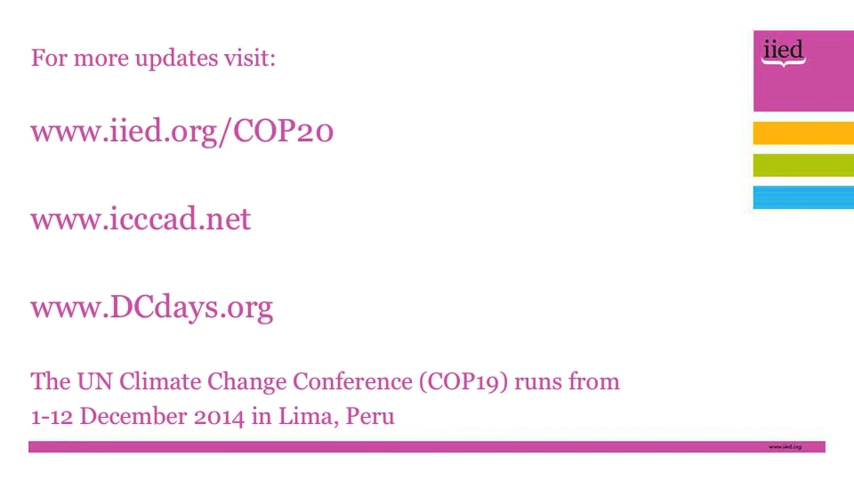 For more updates visit:
iied
www.iied.org/COP20
www.icccad.net
www.DCdays.org
The UN Climate Change Conference (COP19) runs from
1-12 December 2014 in Lima, Peru
www.iied.org